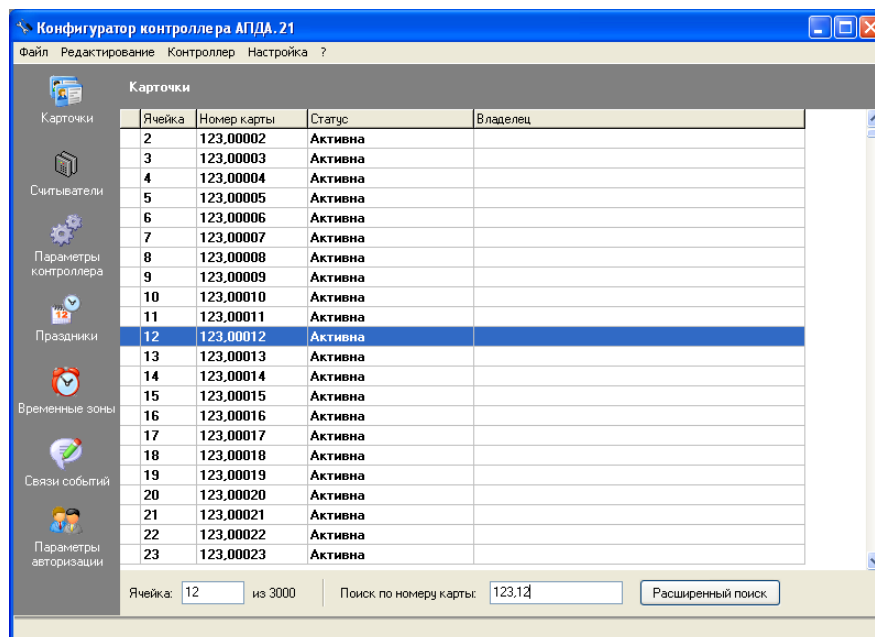 Конфигуратор контроллера АПДА.21
Файл Редактирование Контроллер Настройка ?
Карточки
Карточки
Считыватели
Параметры
контроллера
12
Праздники
Временные зоны
Связи событий
Параметры
авторизации
Ячейка Номер карты Статус Владелец
2 123,00002 Активна
3 123,00003 Активна
4 123,00004 Активна
5 123,00005 Активна
6 123,00006 Активна
7 123,00007 Активна
8 123,00008 Активна
9 123,00009 Активна
10 123,00010 Активна
11 123,00011 Активна
12 123,00012 Активна
13 123,00013 Активна
14 123,00014 Активна
15 123,00015 Активна
16 123,00016 Активна
17 123,00017 Активна
18 123,00018 Активна
19 123,00019 Активна
20 123,00020 Активна
21 123,00021 Активна
22 123,00022 Активна
23 123,00023 Активна
Ячейка: 12 из 3000 Поиск по номеру карты: 123,12 Расширенный поиск